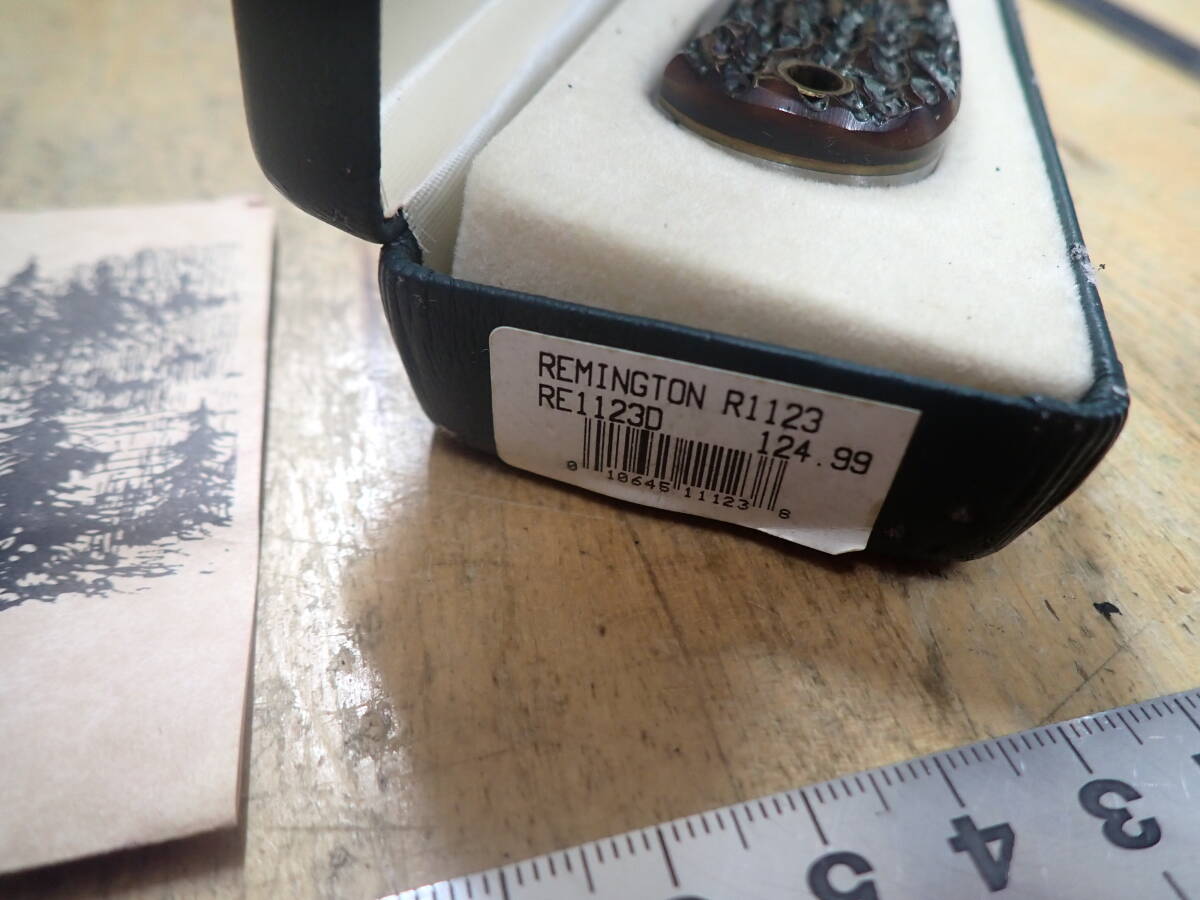 REMINGTON R1123
RE1123D 124.99
0 10645 11123 8
5 4 3